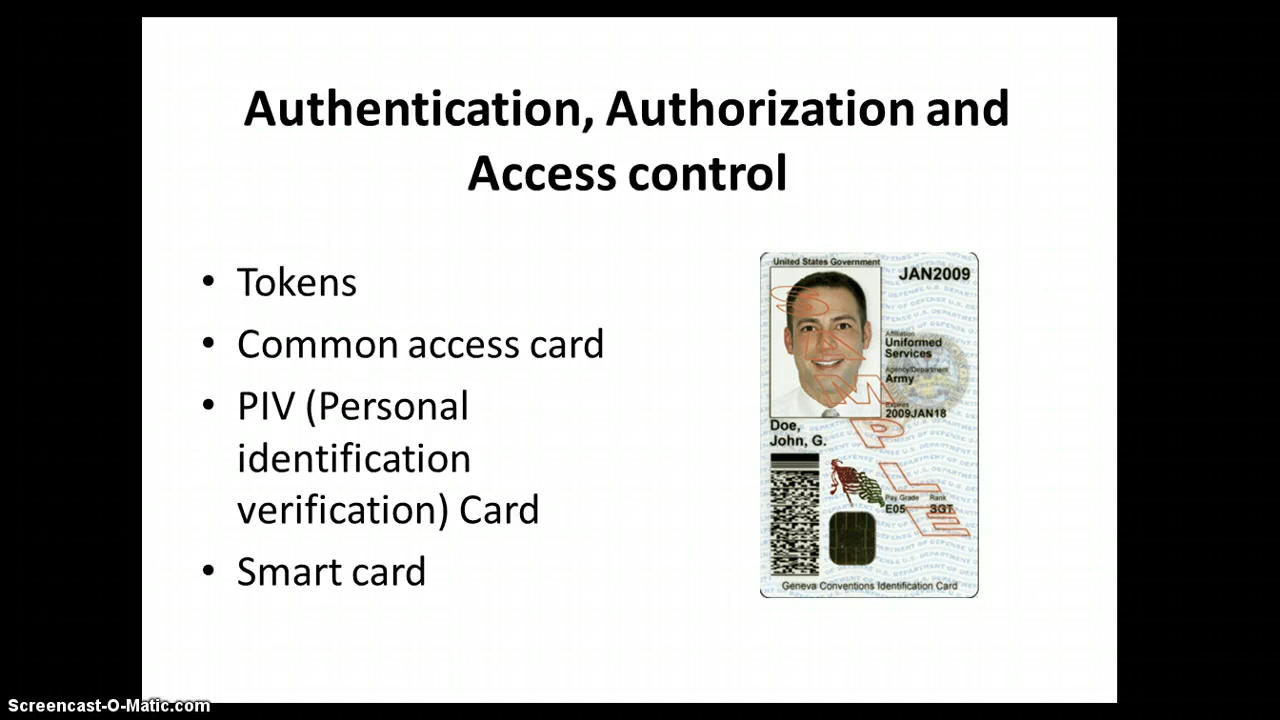 Authentication, Authorization and
Access control
• Tokens
• Common access card
• PIV (Personal
identification
verification) Card
• Smart card
United States Government
JAN2009
Affiliation
Uniformed
Services
Agency/Department
Army
Expires
2009JAN18
Doe,
John, G.
SAMPLE
Pay Grade Rank
E05 SGT
Geneva Conventions Identification Card
Screencast-O-Matic.com